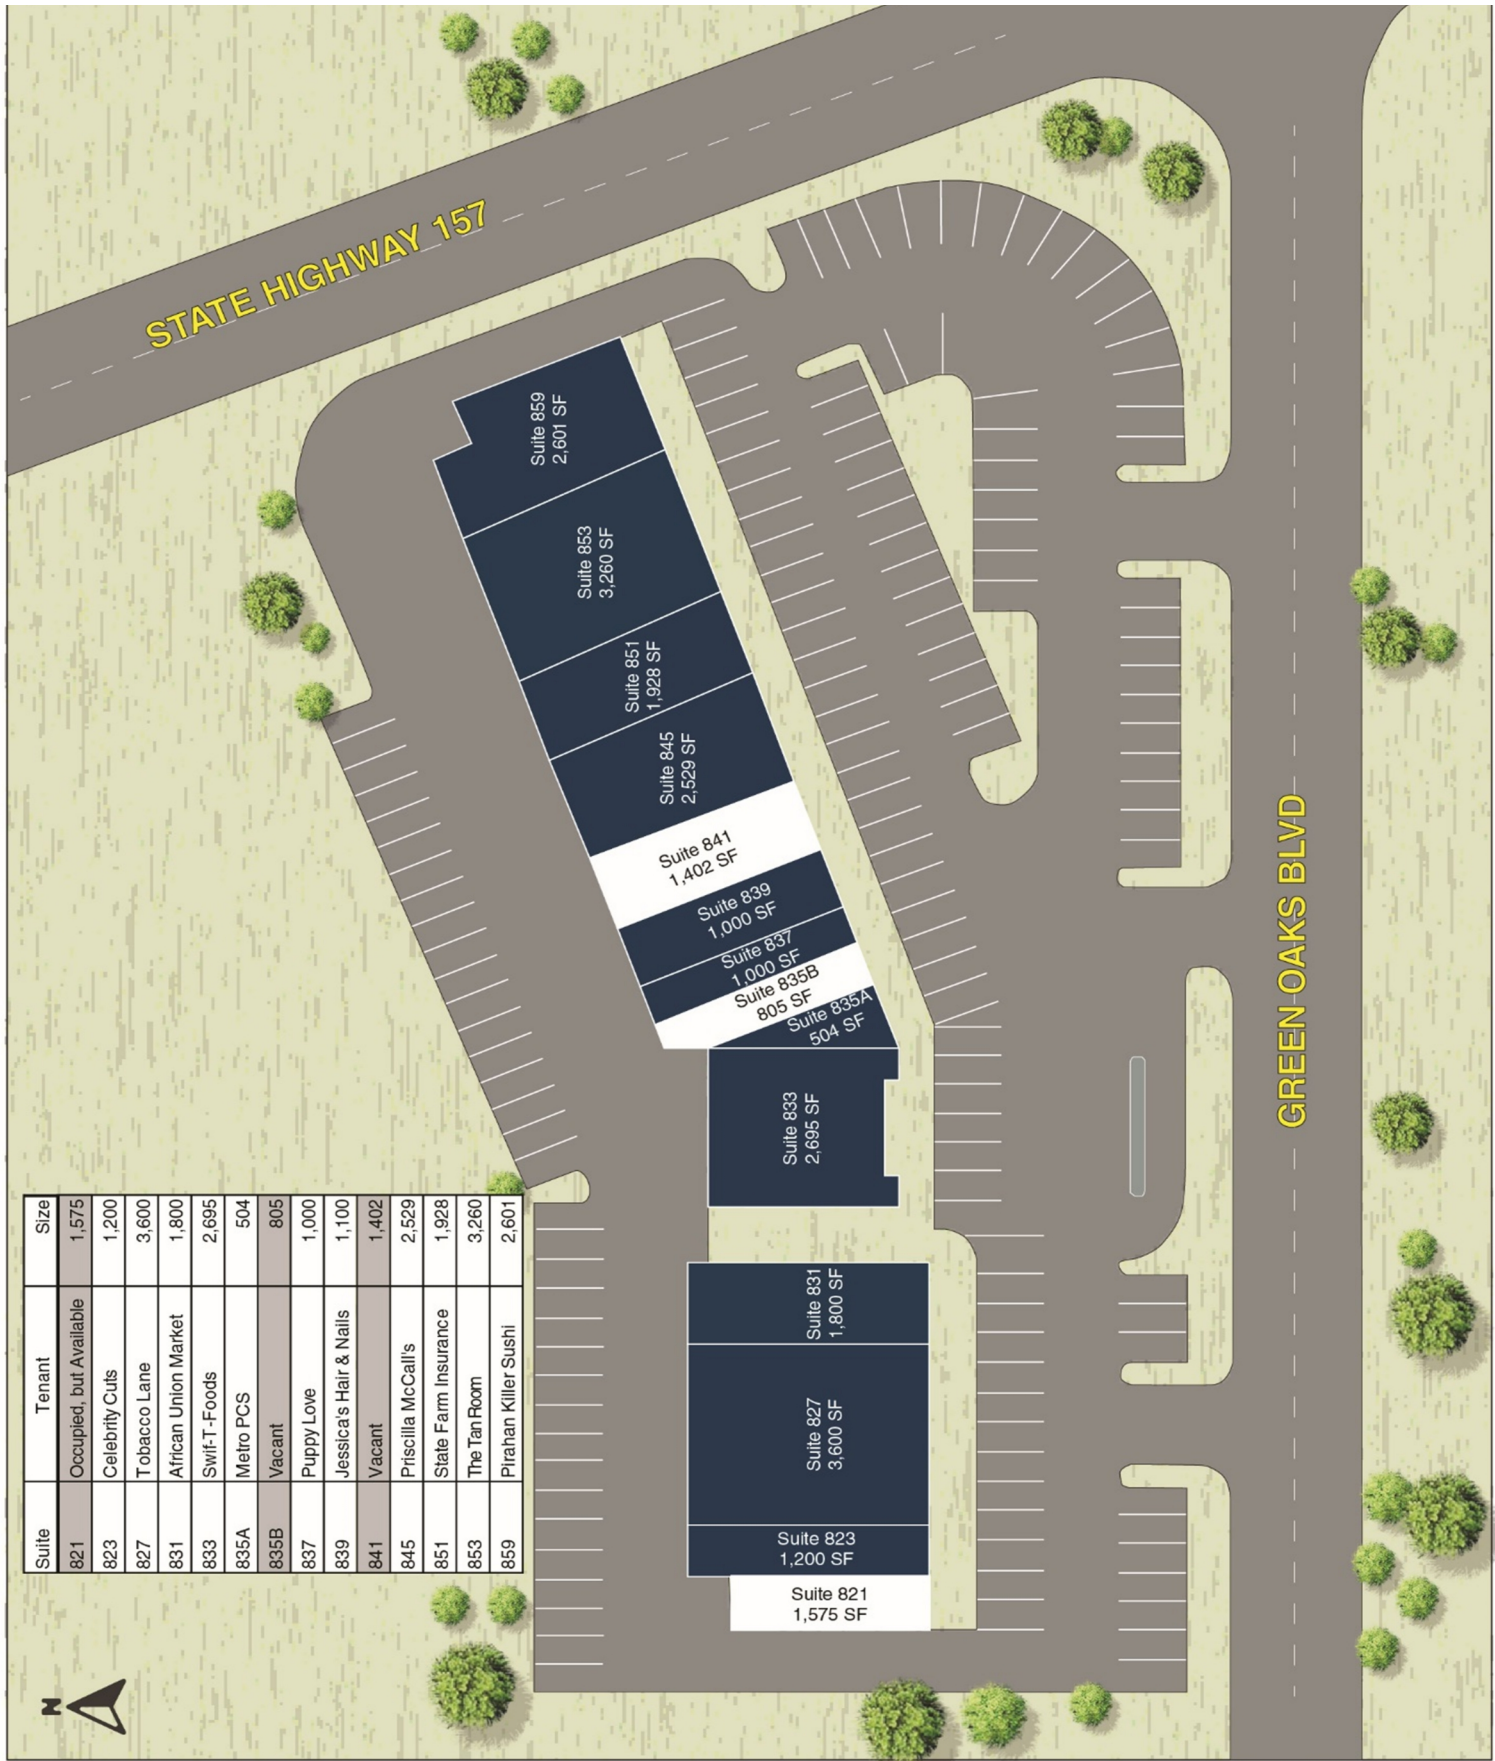 STATE HIGHWAY 157
GREEN OAKS BLVD
Suite 859
2,601 SF
Suite 853
3,260 SF
Suite 851
1,928 SF
Suite 845
2,529 SF
Suite 841
1,402 SF
Suite 839
1,000 SF
Suite 837
1,000 SF
Suite 835B
805 SF
Suite 835A
504 SF
Suite 833
2,695 SF
Suite 831
1,800 SF
Suite 827
3,600 SF
Suite 823
1,200 SF
Suite 821
1,575 SF
Suite Tenant Size
821 Occupied, but Available 1,575
823 Celebrity Cuts 1,200
827 Tobacco Lane 3,600
831 African Union Market 1,800
833 Swif-T-Foods 2,695
835A Metro PCS 504
835B Vacant 805
837 Puppy Love 1,000
839 Jessica's Hair & Nails 1,100
841 Vacant 1,402
845 Priscilla McCall's 2,529
851 State Farm Insurance 1,928
853 The Tan Room 3,260
859 Pirahan Killer Sushi 2,601
N